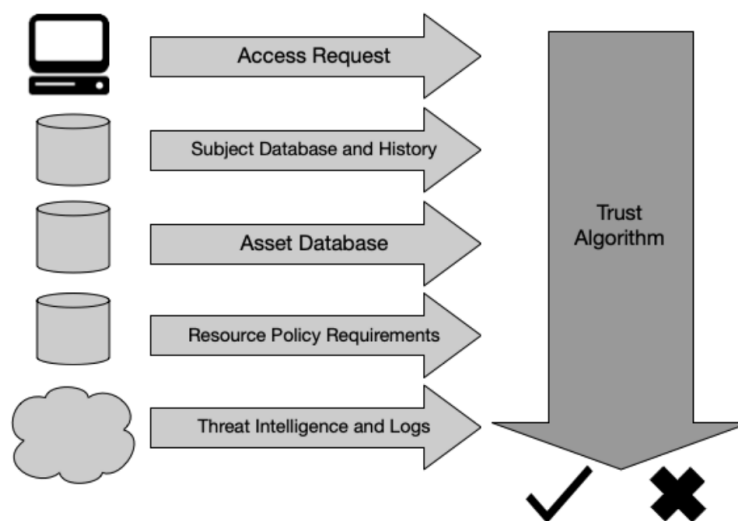 Access Request
Subject Database and History
Asset Database
Resource Policy Requirements
Threat Intelligence and Logs
Trust
Algorithm